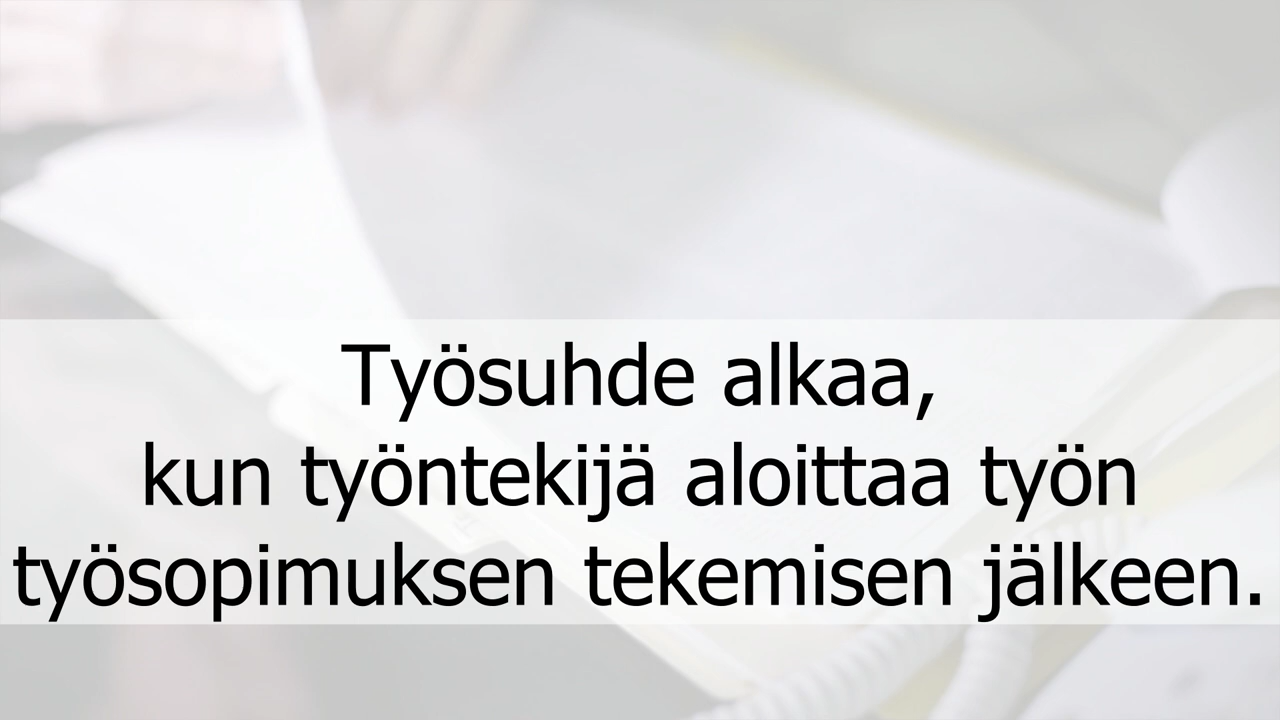 Työsuhde alkaa,
kun työntekijä aloittaa työn
työsopimuksen tekemisen jälkeen.